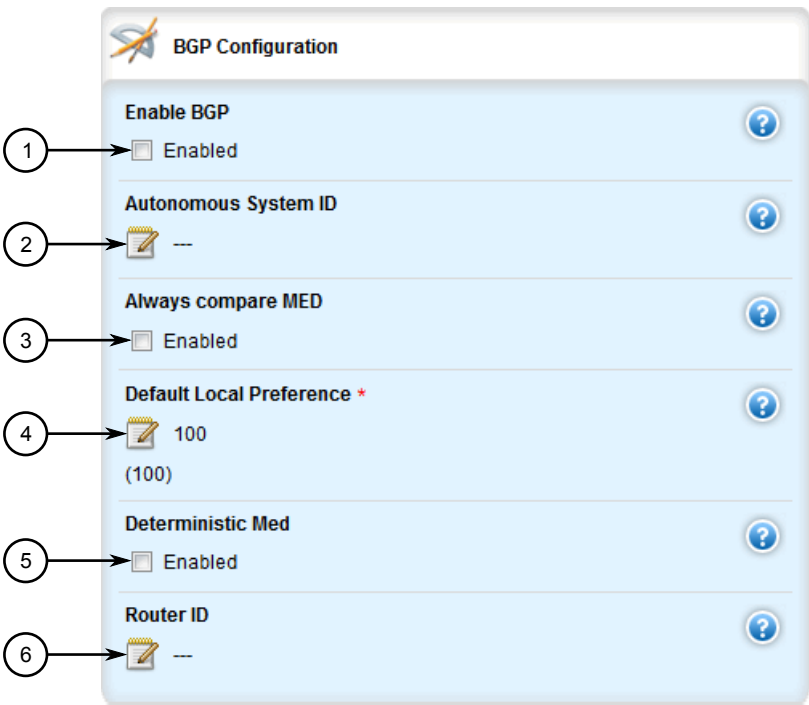 BGP Configuration
Enable BGP
1 Enabled
Autonomous System ID
2 ---
Always compare MED
3 Enabled
Default Local Preference *
4 100
(100)
Deterministic Med
5 Enabled
Router ID
6 ---